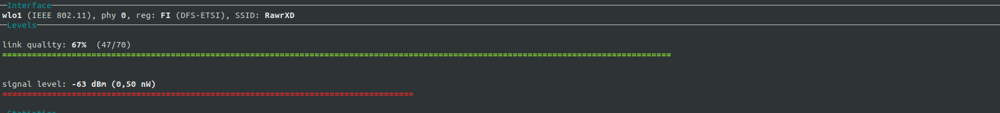 Interface
wlo1 (IEEE 802.11), phy 0, reg: FI (DFS-ETSI), SSID: RawrXD
Levels
link quality: 67% (47/70)
=======================================================================================================================================
signal level: -63 dBm (0,50 nW)
===================================================================================
Statistics